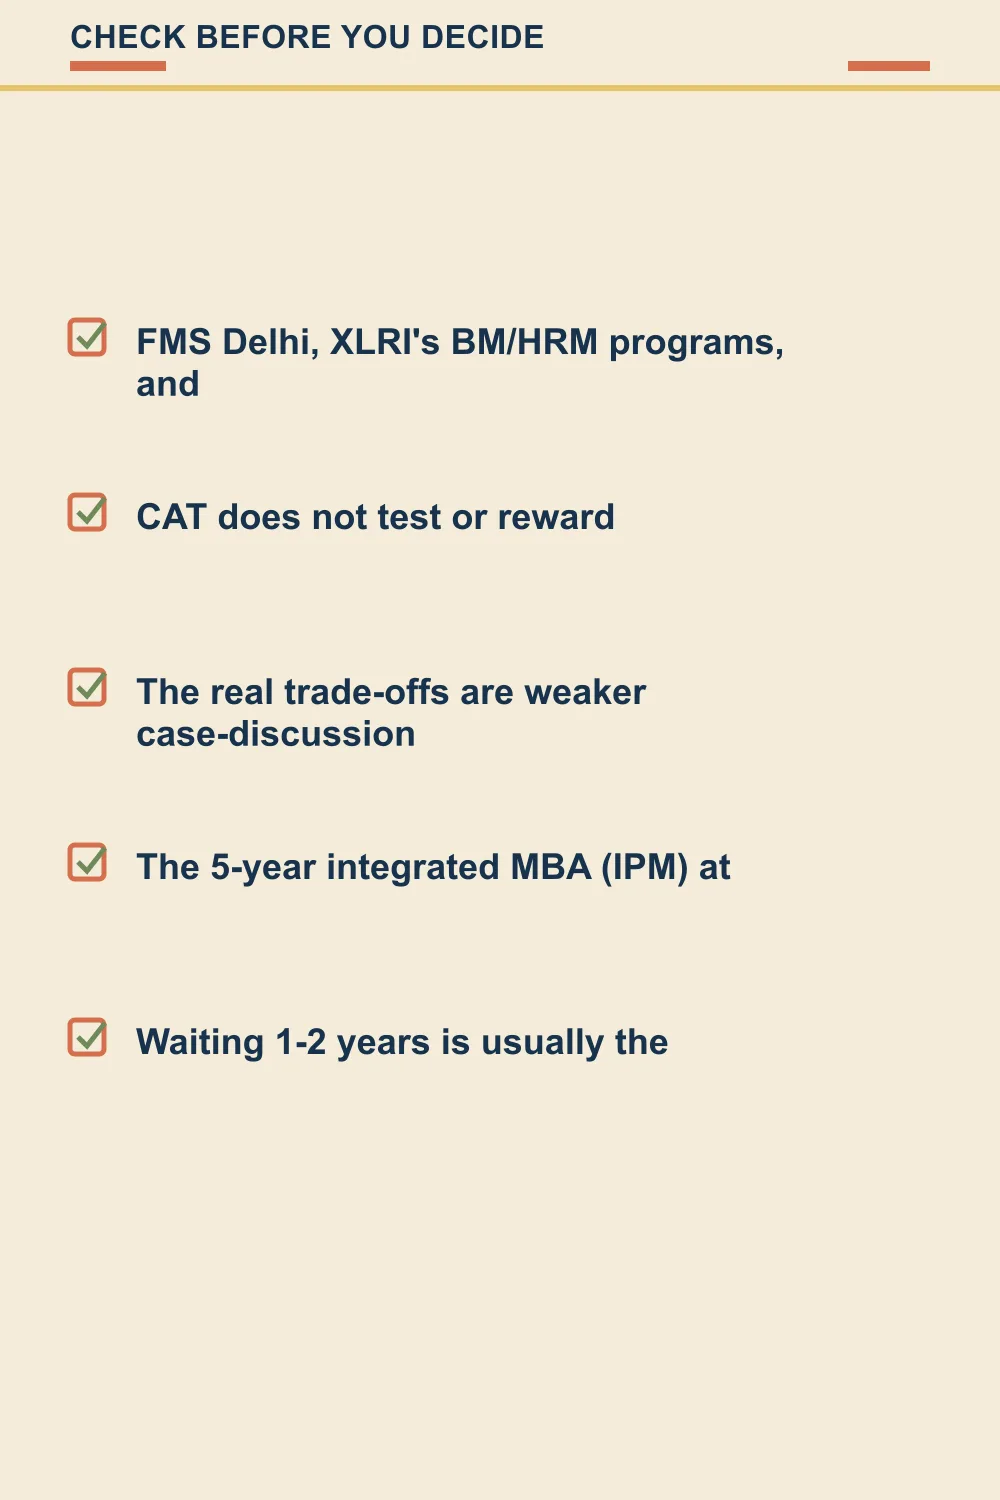 CHECK BEFORE YOU DECIDE
FMS Delhi, XLRI's BM/HRM programs,
and
CAT does not test or reward
The real trade-offs are weaker
case-discussion
The 5-year integrated MBA (IPM) at
Waiting 1-2 years is usually the